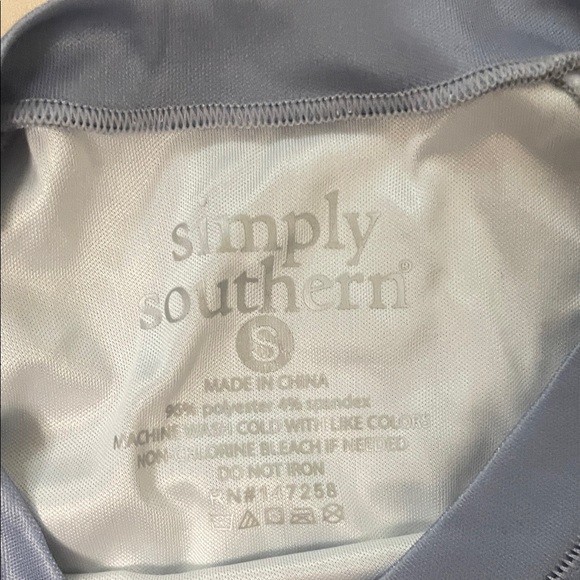 simply
southern®
S
MADE IN CHINA
96% polyester 4% spandex
MACHINE WASH COLD WITH LIKE COLORS
NON-CHLORINE BLEACH IF NEEDED
DO NOT IRON
RN#147258